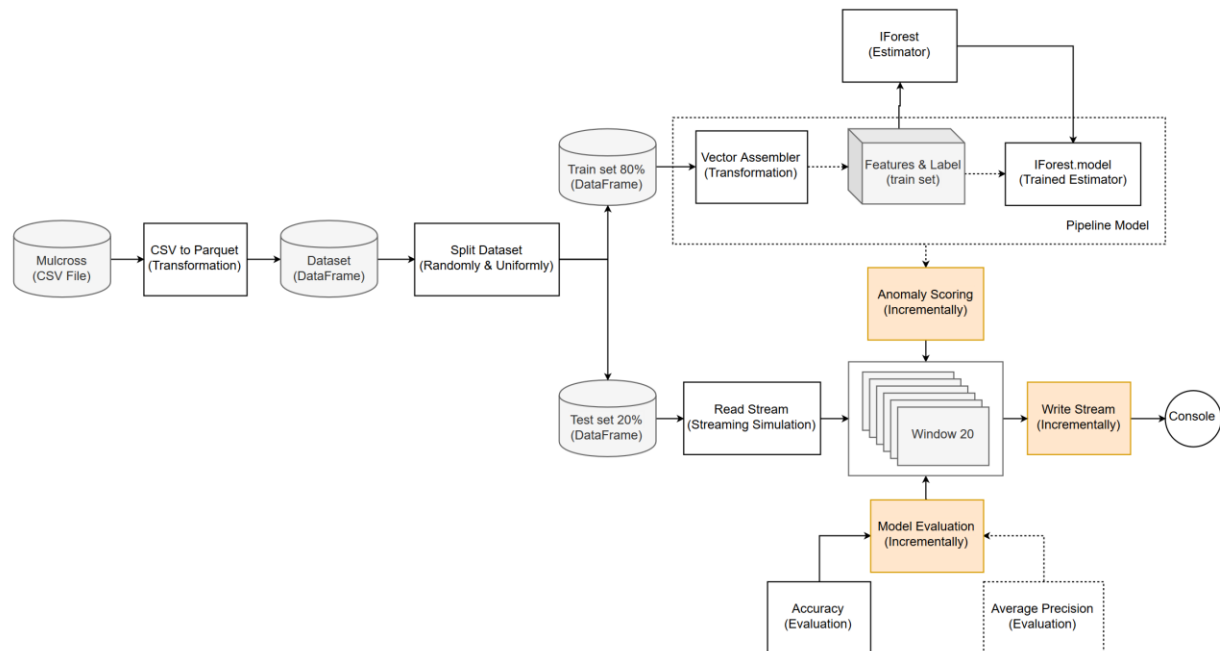 IForest
(Estimator)
Train set 80%
(DataFrame)
Vector Assembler
(Transformation)
Features & Label
(train set)
IForest.model
(Trained Estimator)
Pipeline Model
Mulcross
(CSV File)
CSV to Parquet
(Transformation)
Dataset
(DataFrame)
Split Dataset
(Randomly & Uniformly)
Anomaly Scoring
(Incrementally)
Test set 20%
(DataFrame)
Read Stream
(Streaming Simulation)
Window 20
Write Stream
(Incrementally)
Console
Model Evaluation
(Incrementally)
Accuracy
(Evaluation)
Average Precision
(Evaluation)